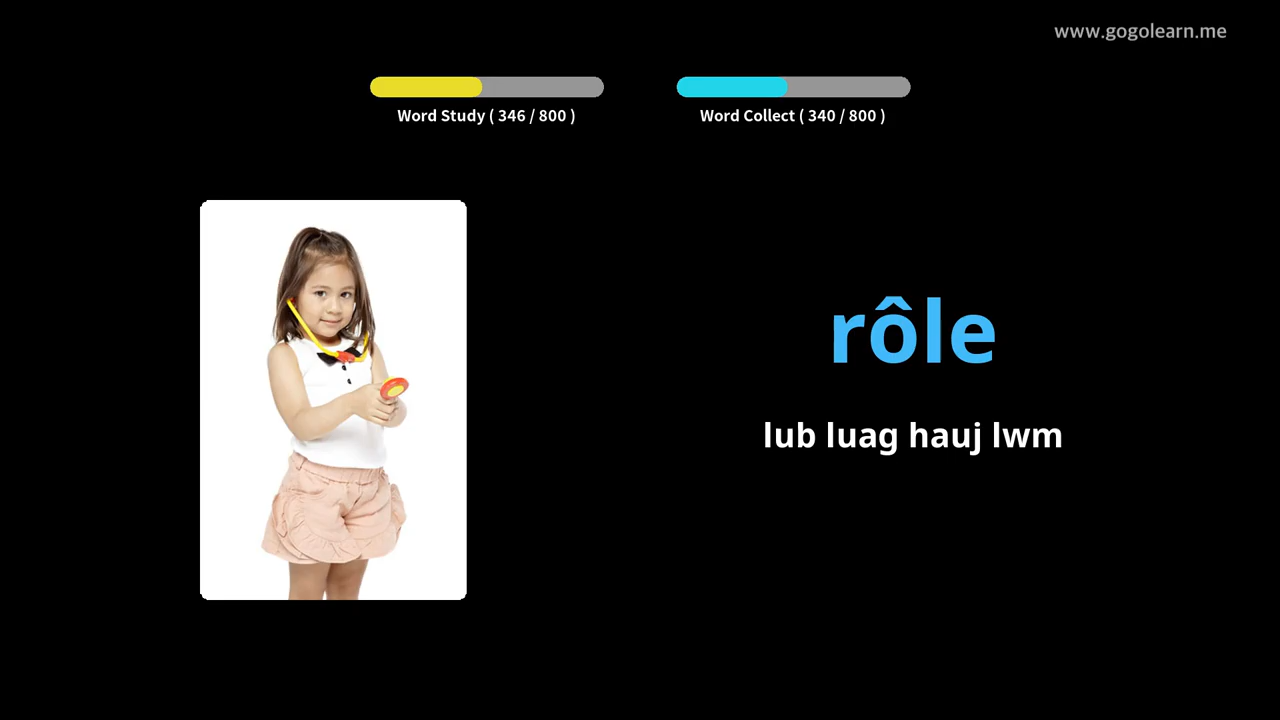 www.gogolearn.me
Word Study ( 346 / 800 )
Word Collect ( 340 / 800 )
rôle
lub luag hauj lwm